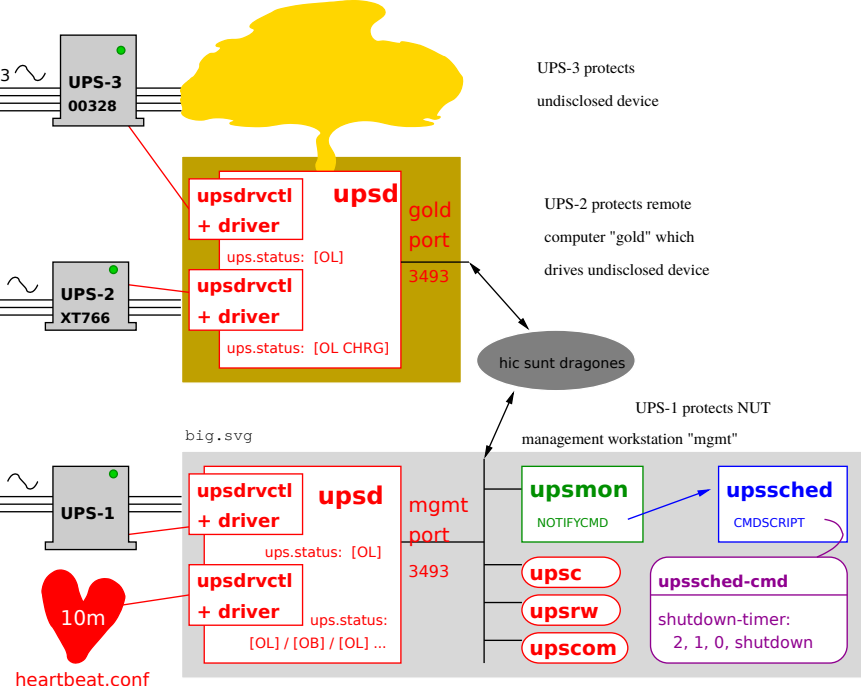 3
UPS-3
00328
UPS-3 protects
undisclosed device
upsdrvctl
+ driver
upsd
ups.status: [OL]
gold
port
3493
UPS-2
XT766
upsdrvctl
+ driver
ups.status: [OL CHRG]
UPS-2 protects remote
computer "gold" which
drives undisclosed device
hic sunt dragones
UPS-1 protects NUT
management workstation "mgmt"
big.svg
UPS-1
upsdrvctl
+ driver
upsd
ups.status: [OL]
mgmt
port
3493
10m
heartbeat.conf
upsdrvctl
+ driver
ups.status:
[OL] / [OB] / [OL] ...
upsmon
NOTIFYCMD
upssched
CMDSCRIPT
upsc
upsrw
upscom
upssched-cmd
shutdown-timer:
2, 1, 0, shutdown